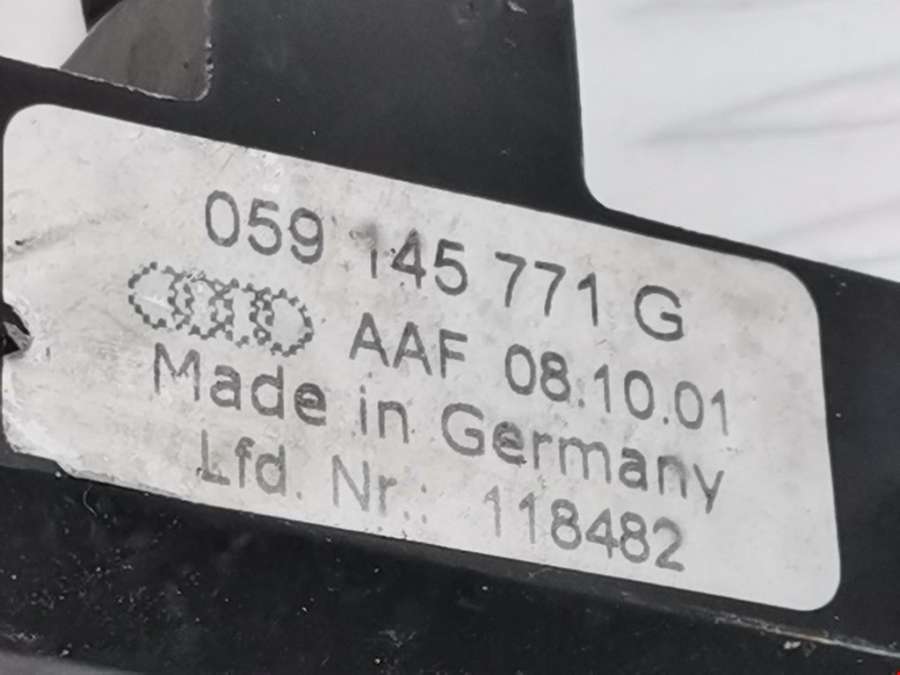 059 145 771 G
AAF 08.10.01
Made in Germany
Lfd. Nr.: 118482